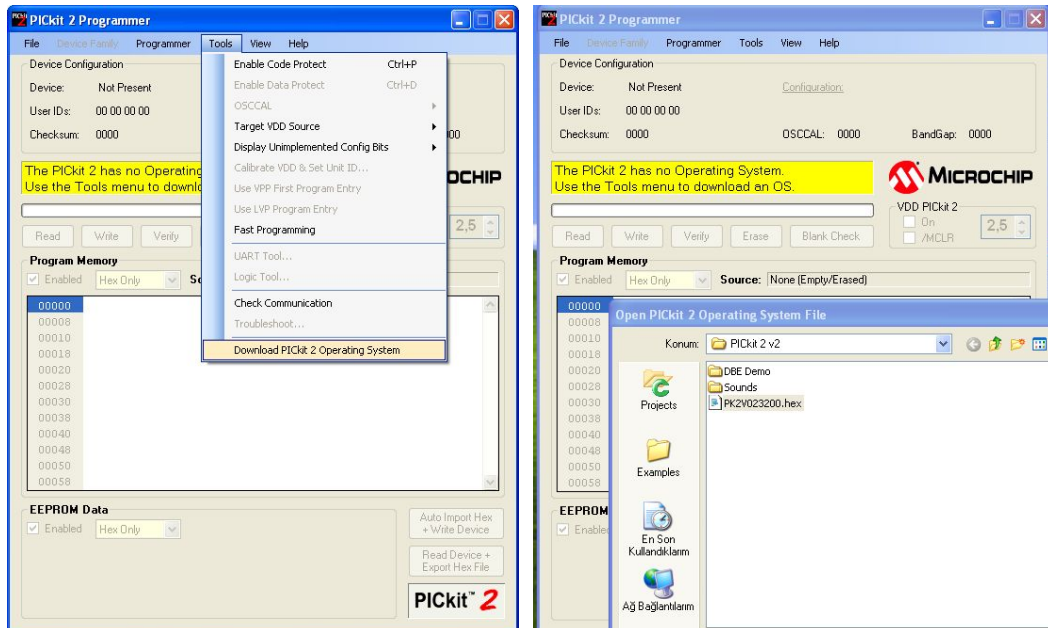 PICkit 2 Programmer
File Device Family Programmer Tools View Help
Device Configuration
Device: Not Present
User IDs: 00 00 00 00
Checksum: 0000
00
The PICkit 2 has no Operating
Use the Tools menu to downlo
OCHIP
2,5
Read Write Verify
Program Memory
Enabled Hex Only So
00000
00008
00010
00018
00020
00028
00030
00038
00040
00048
00050
00058
EEPROM Data
Enabled Hex Only
Auto Import Hex
+ Write Device
Read Device +
Export Hex File
PICkit™ 2
Enable Code Protect Ctrl+P
Enable Data Protect Ctrl+D
OSCCAL
Target VDD Source
Display Unimplemented Config Bits
Calibrate VDD & Set Unit ID...
Use VPP First Program Entry
Use LVP Program Entry
Fast Programming
UART Tool...
Logic Tool...
Check Communication
Troubleshoot...
Download PICkit 2 Operating System
PICkit 2 Programmer
File Device Family Programmer Tools View Help
Device Configuration
Device: Not Present Configuration:
User IDs: 00 00 00 00
Checksum: 0000 OSCCAL: 0000 BandGap: 0000
The PICkit 2 has no Operating System.
Use the Tools menu to download an OS.
MICROCHIP
VDD PICkit 2
On
/MCLR
2,5
Read Write Verify Erase Blank Check
Program Memory
Enabled Hex Only Source: None (Empty/Erased)
00000
00008
00010
00018
00020
00028
00030
00038
00040
00048
00050
00058
EEPROM
Enabled
Open PICkit 2 Operating System File
Konum: PICkit 2 v2
DBE Demo
Sounds
PK2V023200.hex
Projects
Examples
En Son
Kullandıklarım
Ağ Bağlantılarım